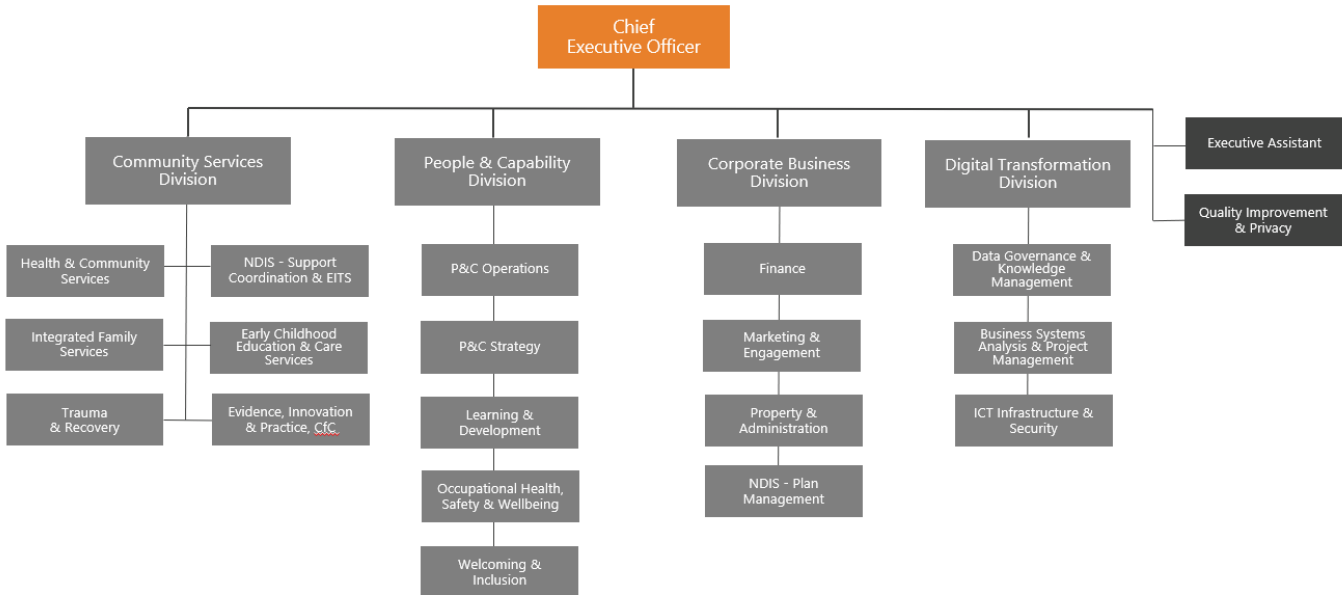 Chief
Executive Officer
Community Services
Division
People & Capability
Division
Corporate Business
Division
Digital Transformation
Division
Executive Assistant
Quality Improvement
& Privacy
Health & Community
Services
NDIS - Support
Coordination & EITS
Integrated Family
Services
Early Childhood
Education & Care
Services
Trauma
& Recovery
Evidence, Innovation
& Practice, CfC
P&C Operations
P&C Strategy
Learning &
Development
Occupational Health,
Safety & Wellbeing
Welcoming &
Inclusion
Finance
Marketing &
Engagement
Property &
Administration
NDIS - Plan
Management
Data Governance &
Knowledge
Management
Business Systems
Analysis & Project
Management
ICT Infrastructure &
Security